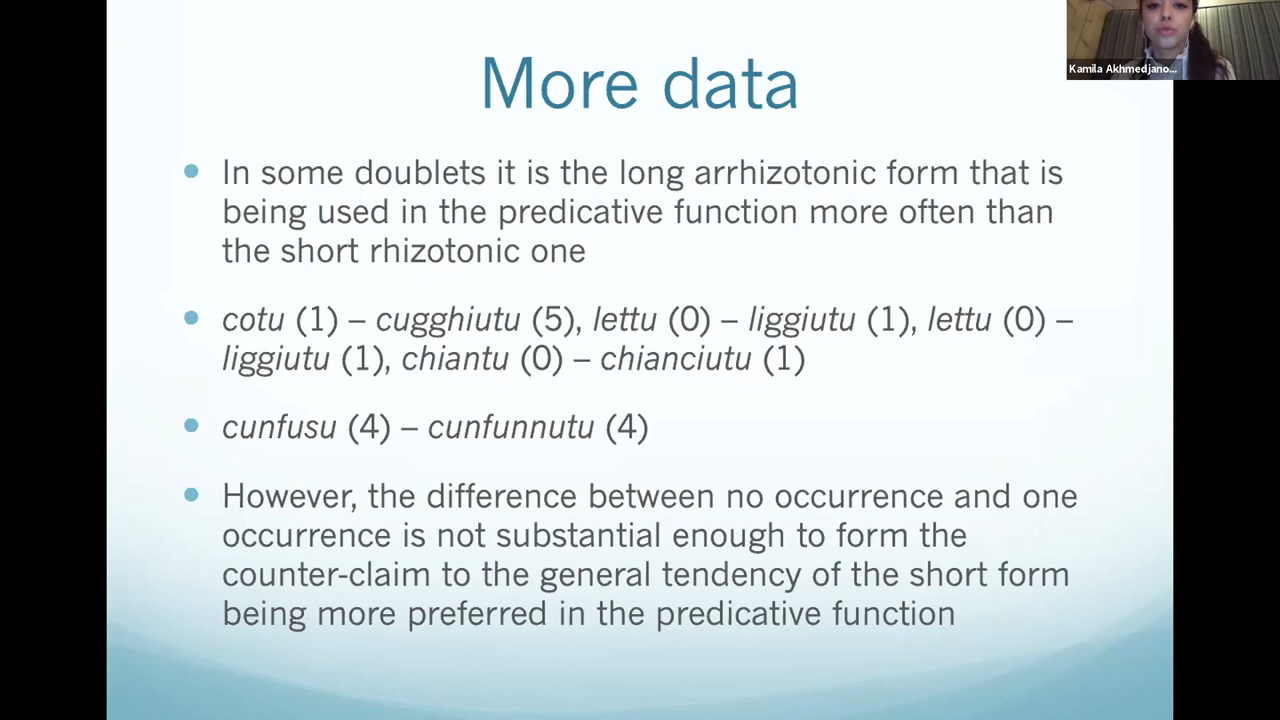 Kamila Akhmedjano...
More data
• In some doublets it is the long arrhizotonic form that is
being used in the predicative function more often than
the short rhizotonic one
• cotu (1) – cugghiutu (5), lettu (0) – liggiutu (1), lettu (0) –
liggiutu (1), chiantu (0) – chianciutu (1)
• cunfusu (4) – cunfunnutu (4)
• However, the difference between no occurrence and one
occurrence is not substantial enough to form the
counter-claim to the general tendency of the short form
being more preferred in the predicative function